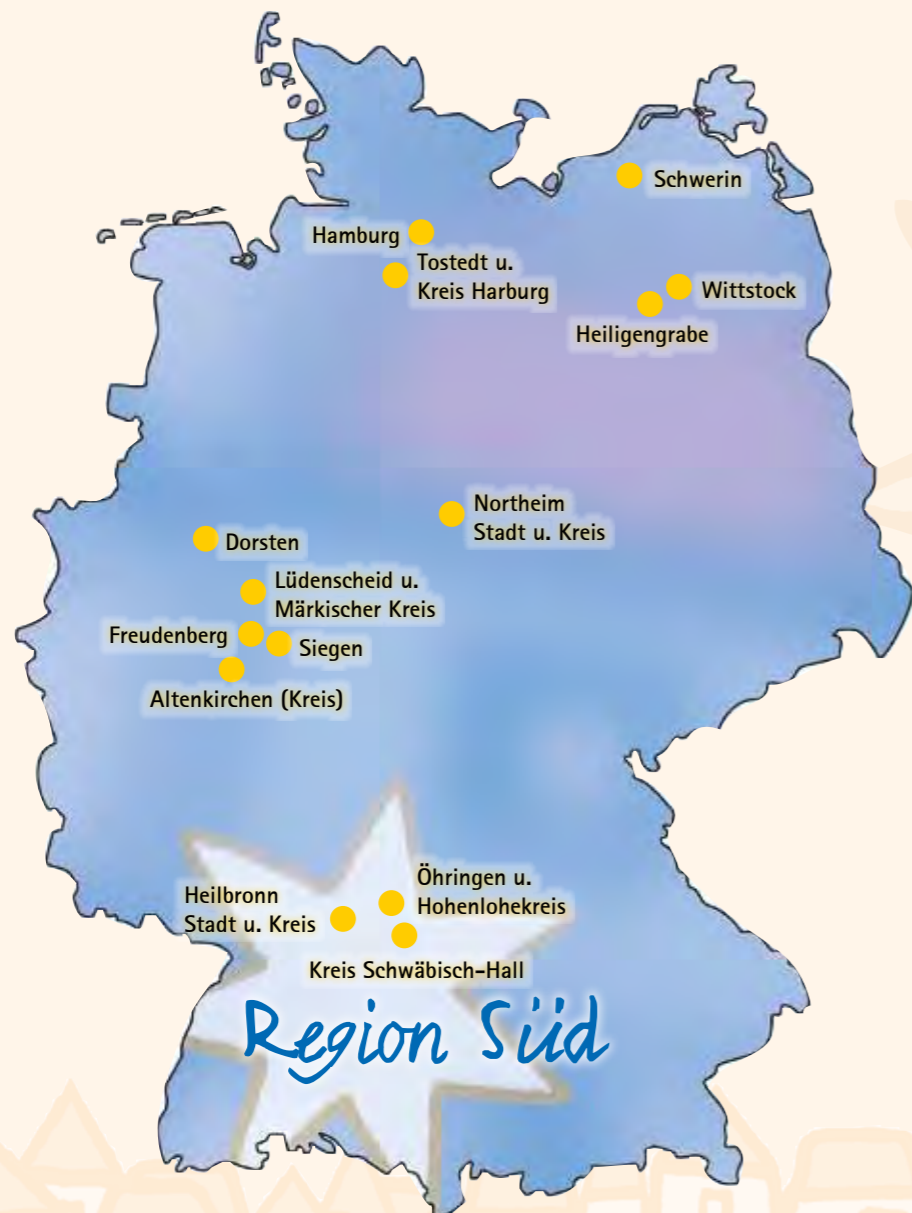 Schwerin
Hamburg
Tostedt u.
Kreis Harburg
Wittstock
Heiligengrabe
Northeim
Stadt u. Kreis
Dorsten
Lüdenscheid u.
Märkischer Kreis
Freudenberg
Siegen
Altenkirchen (Kreis)
Öhringen u.
Hohenlohekreis
Heilbronn
Stadt u. Kreis
Kreis Schwäbisch-Hall
Region Süd